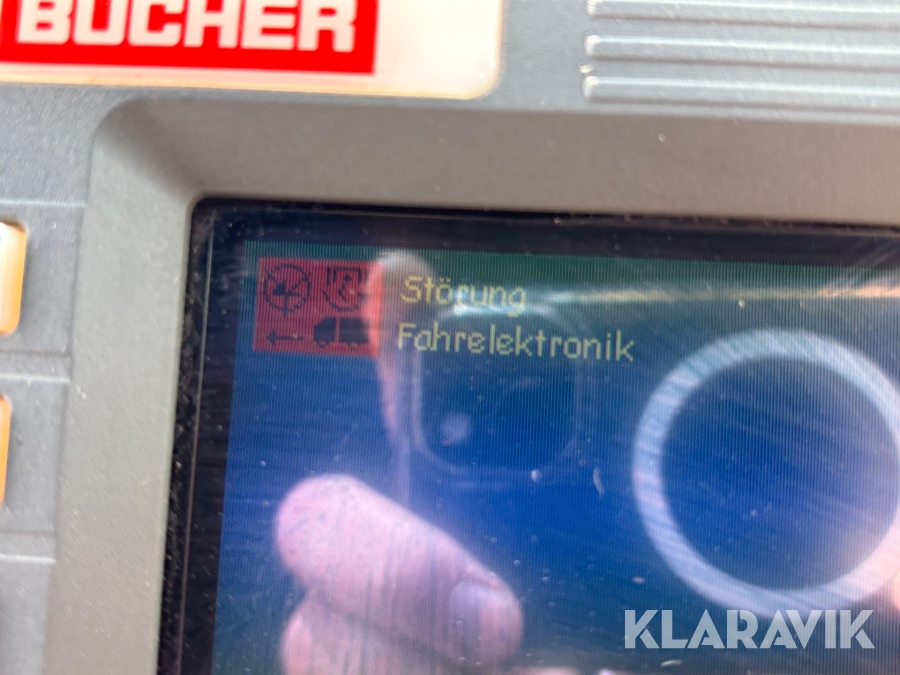 BUCHER
Störung
Fahrelektronik
KLARAVIK